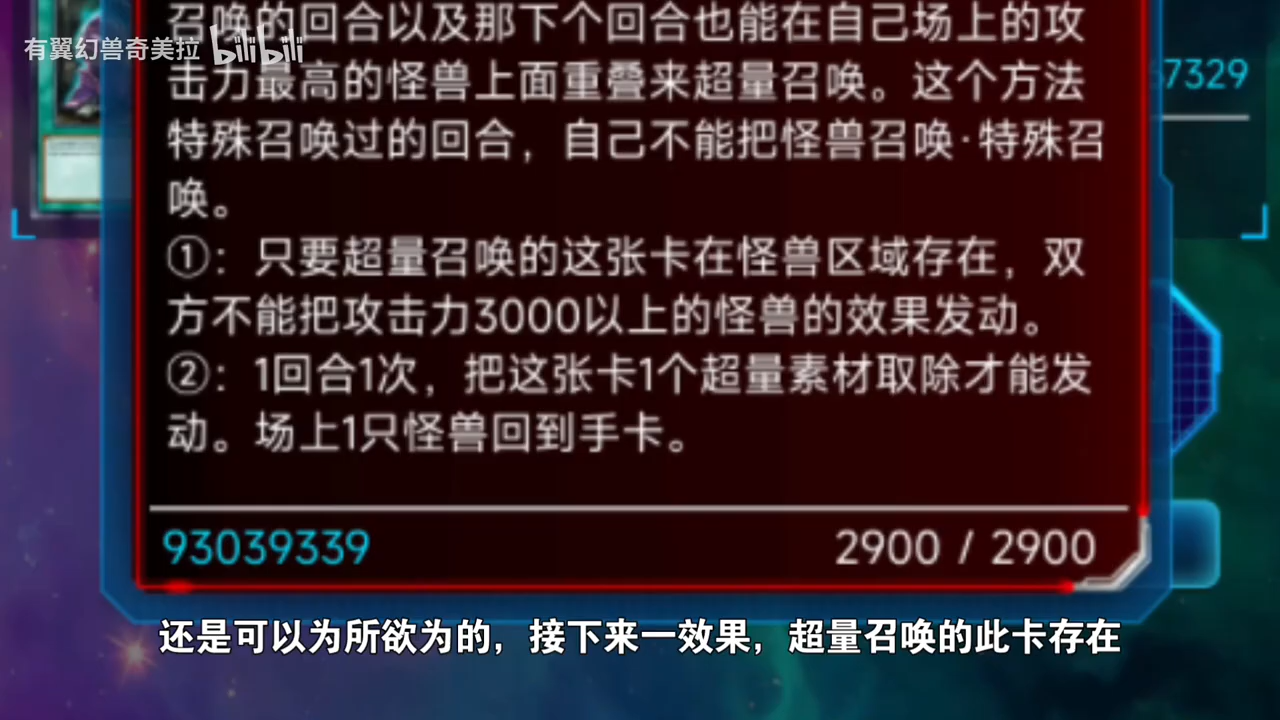 召唤的回合以及那下个回合也能在自己场上的攻
有翼幻兽奇美拉 bilibili
击力最高的怪兽上面重叠来超量召唤。这个方法
7329
特殊召唤过的回合，自己不能把怪兽召唤·特殊召
唤。
①：只要超量召唤的这张卡在怪兽区域存在，双
方不能把攻击力3000以上的怪兽的效果发动。
②：1回合1次，把这张卡1个超量素材取除才能发
动。场上1只怪兽回到手卡。
93039339
2900 / 2900
还是可以为所欲为的，接下来一效果，超量召唤的此卡存在